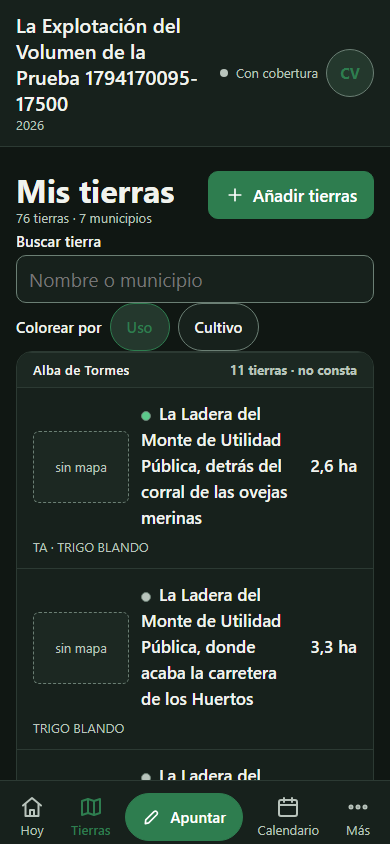 La Explotación del
Volumen de la
Prueba 1794170095-
17500
2026
Con cobertura
CV
Mis tierras
76 tierras · 7 municipios
Añadir tierras
Buscar tierra
Nombre o municipio
Colorear por
Uso
Cultivo
Alba de Tormes
11 tierras · no consta
sin mapa
La Ladera del
Monte de Utilidad
Pública, detrás del
corral de las ovejas
merinas
2,6 ha
TA · TRIGO BLANDO
sin mapa
La Ladera del
Monte de Utilidad
Pública, donde
acaba la carretera
de los Huertos
3,3 ha
TRIGO BLANDO
La Ladera del
Hoy
Tierras
Apuntar
Calendario
Más